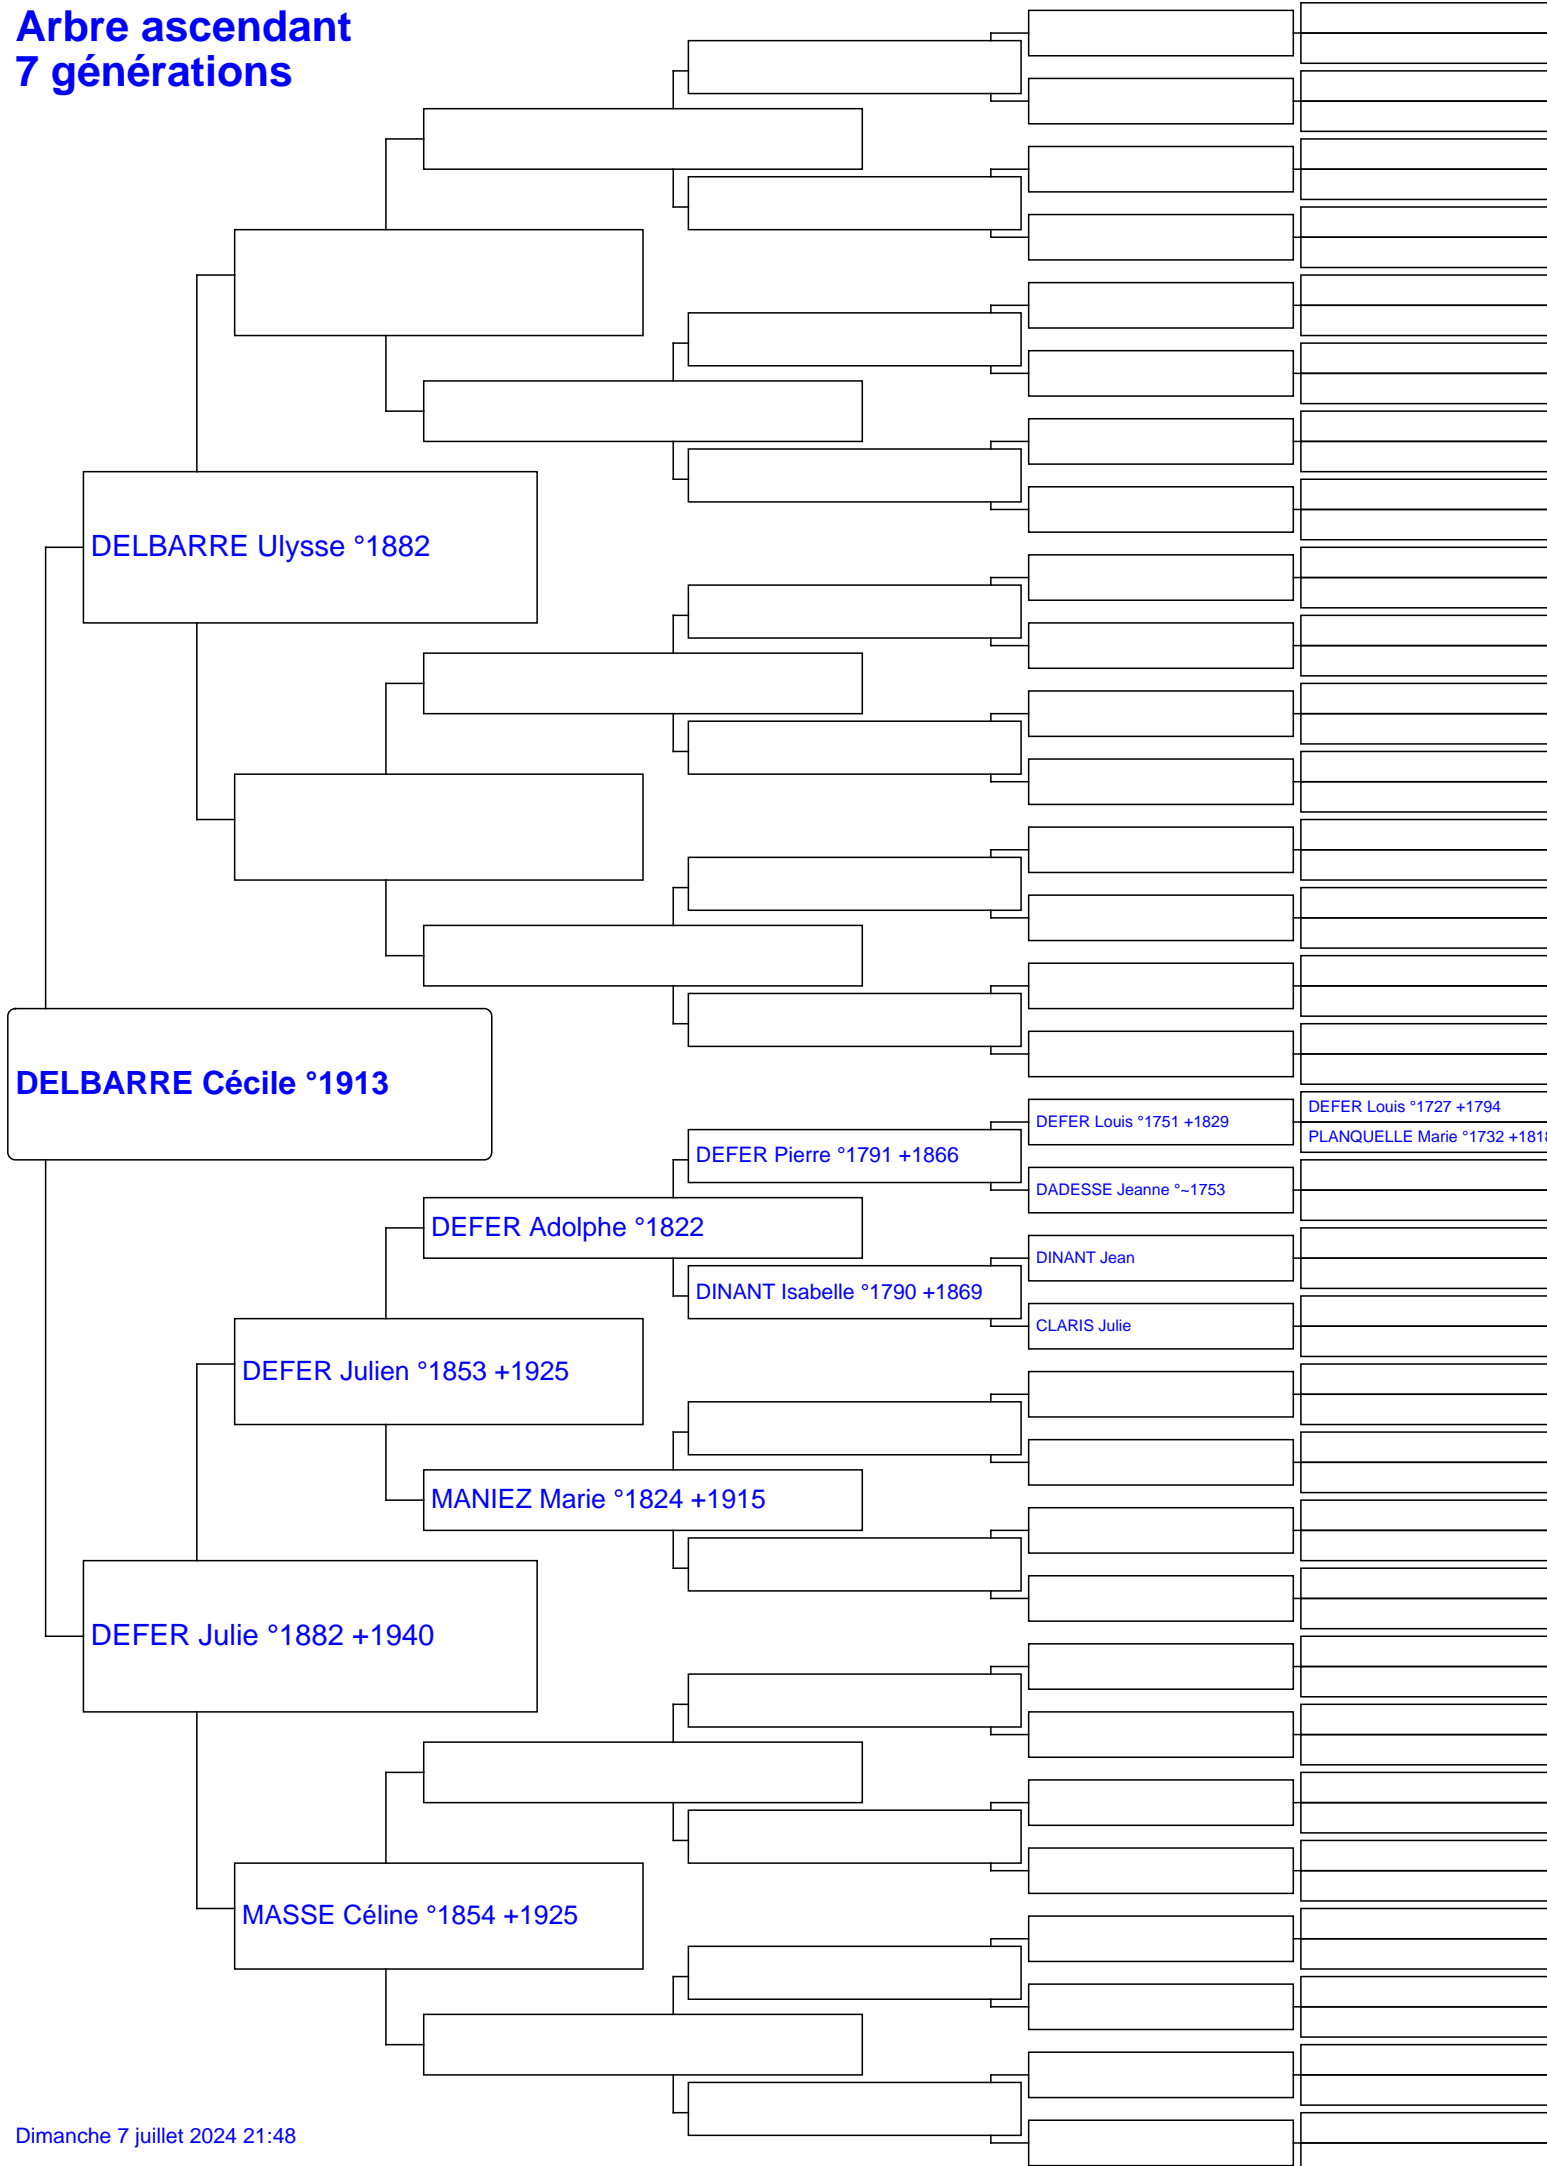 Arbre ascendant
7 générations
DELBARRE Ulysse °1882
DELBARRE Cécile °1913
DEFER Louis °1727 +1794
DEFER Louis °1751 +1829
PLANQUELLE Marie °1732 +1818
DEFER Pierre °1791 +1866
DADESSE Jeanne °~1753
DEFER Adolphe °1822
DINANT Jean
DINANT Isabelle °1790 +1869
CLARIS Julie
DEFER Julien °1853 +1925
MANIEZ Marie °1824 +1915
DEFER Julie °1882 +1940
MASSE Céline °1854 +1925
Dimanche 7 juillet 2024 21:48